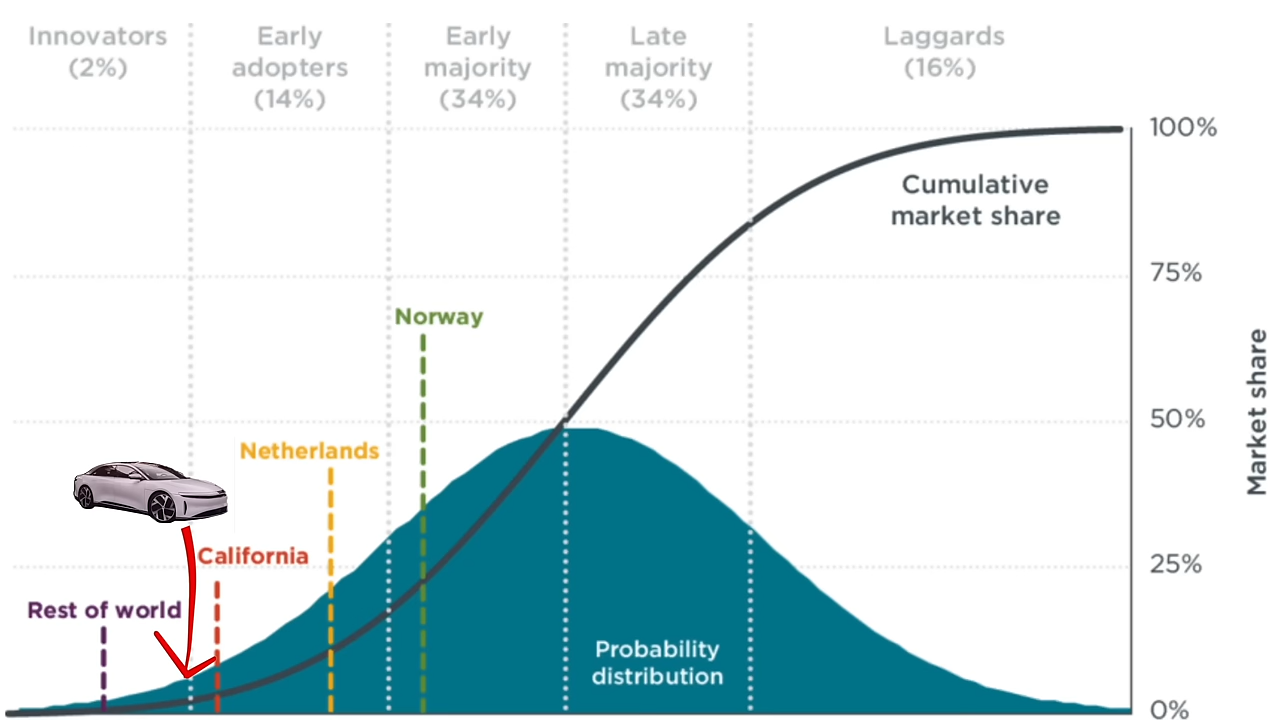 Innovators
(2%)
Early
adopters
(14%)
Early
majority
(34%)
Late
majority
(34%)
Laggards
(16%)
100%
Cumulative
market share
75%
Norway
Market share
50%
Netherlands
California
25%
Rest of world
Probability
distribution
0%